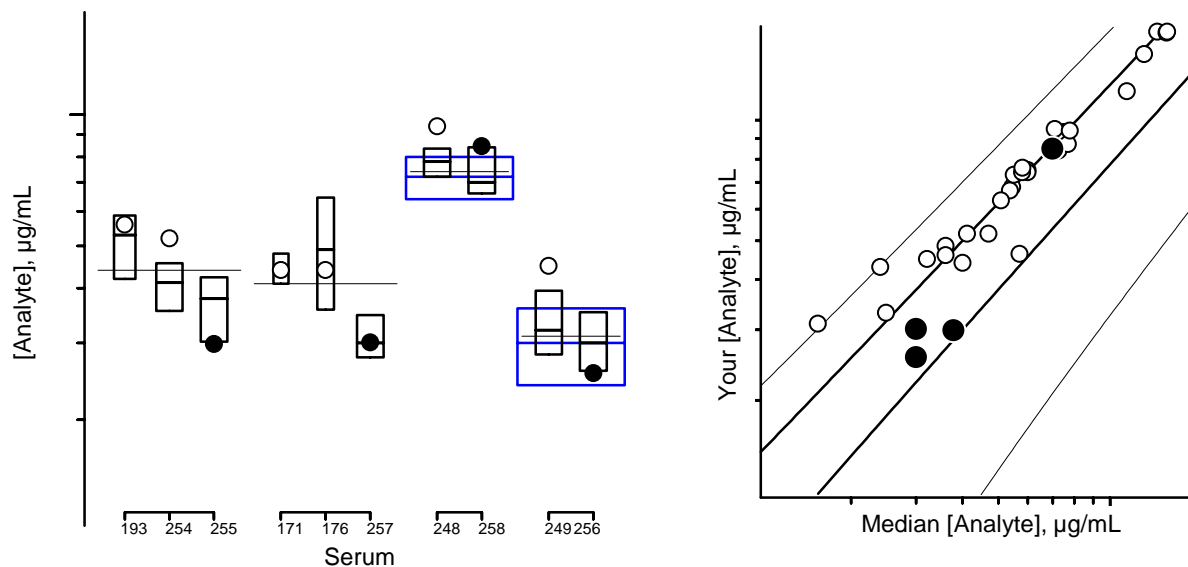 [Analyte], µg/mL
193 254 255 171 176 257 248 258 249 256
Serum
Your [Analyte], µg/mL
Median [Analyte], µg/mL